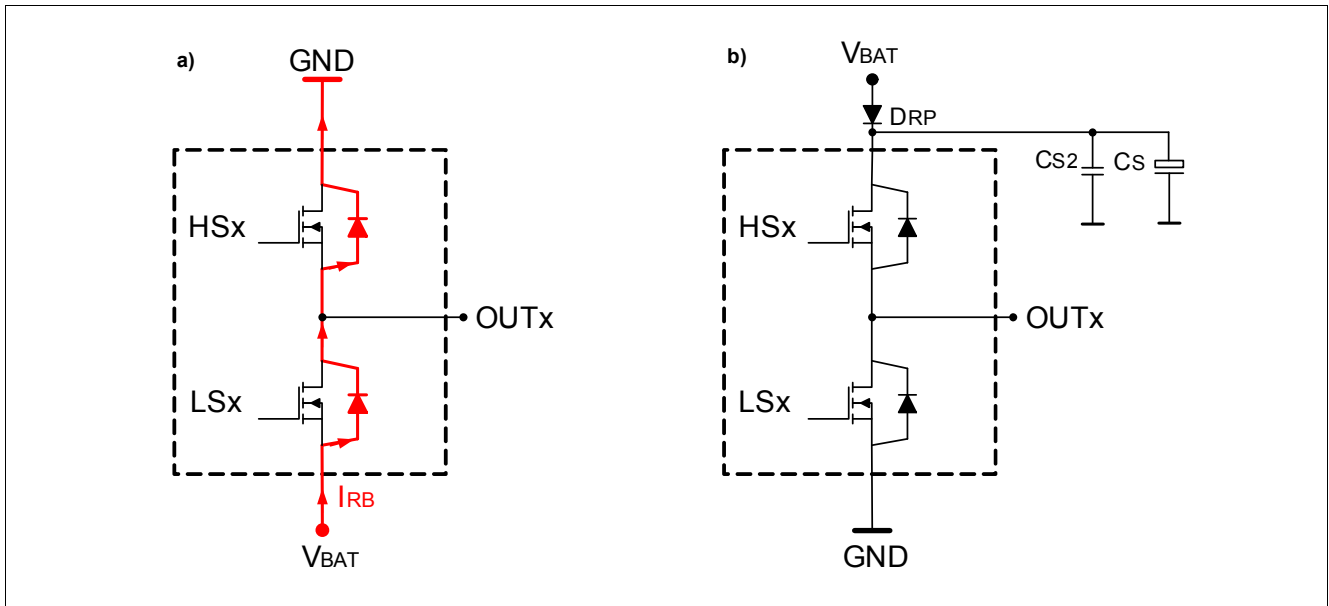 a)
GND
HSx
OUTx
LSx
IRB
VBAT
b)
VBAT
DRP
CS2
CS
HSx
OUTx
LSx
GND